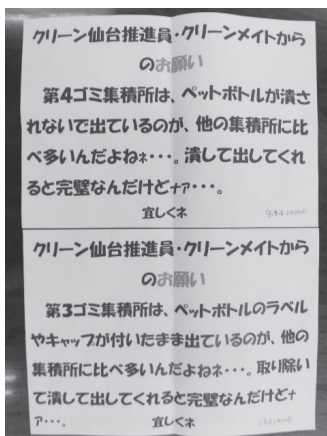 クリーン仙台推進員・クリーンメイトから
のお願い
第4ゴミ集積所は、ペットボトルが潰さ
れないで出ているのが、他の集積所に比
べ多いんだよねネ・・・。潰して出してくれ
ると完璧なんだけどナァ・・・。
宜しくネ
クリーン仙台推進員・クリーンメイトから
のお願い
第3ゴミ集積所は、ペットボトルのラベル
やキャップが付いたまま出ているのが、他の
集積所に比べ多いんだよねネ・・・。取り除い
て潰して出してくれると完璧なんだけどナ
ァ・・・。 宜しくネ